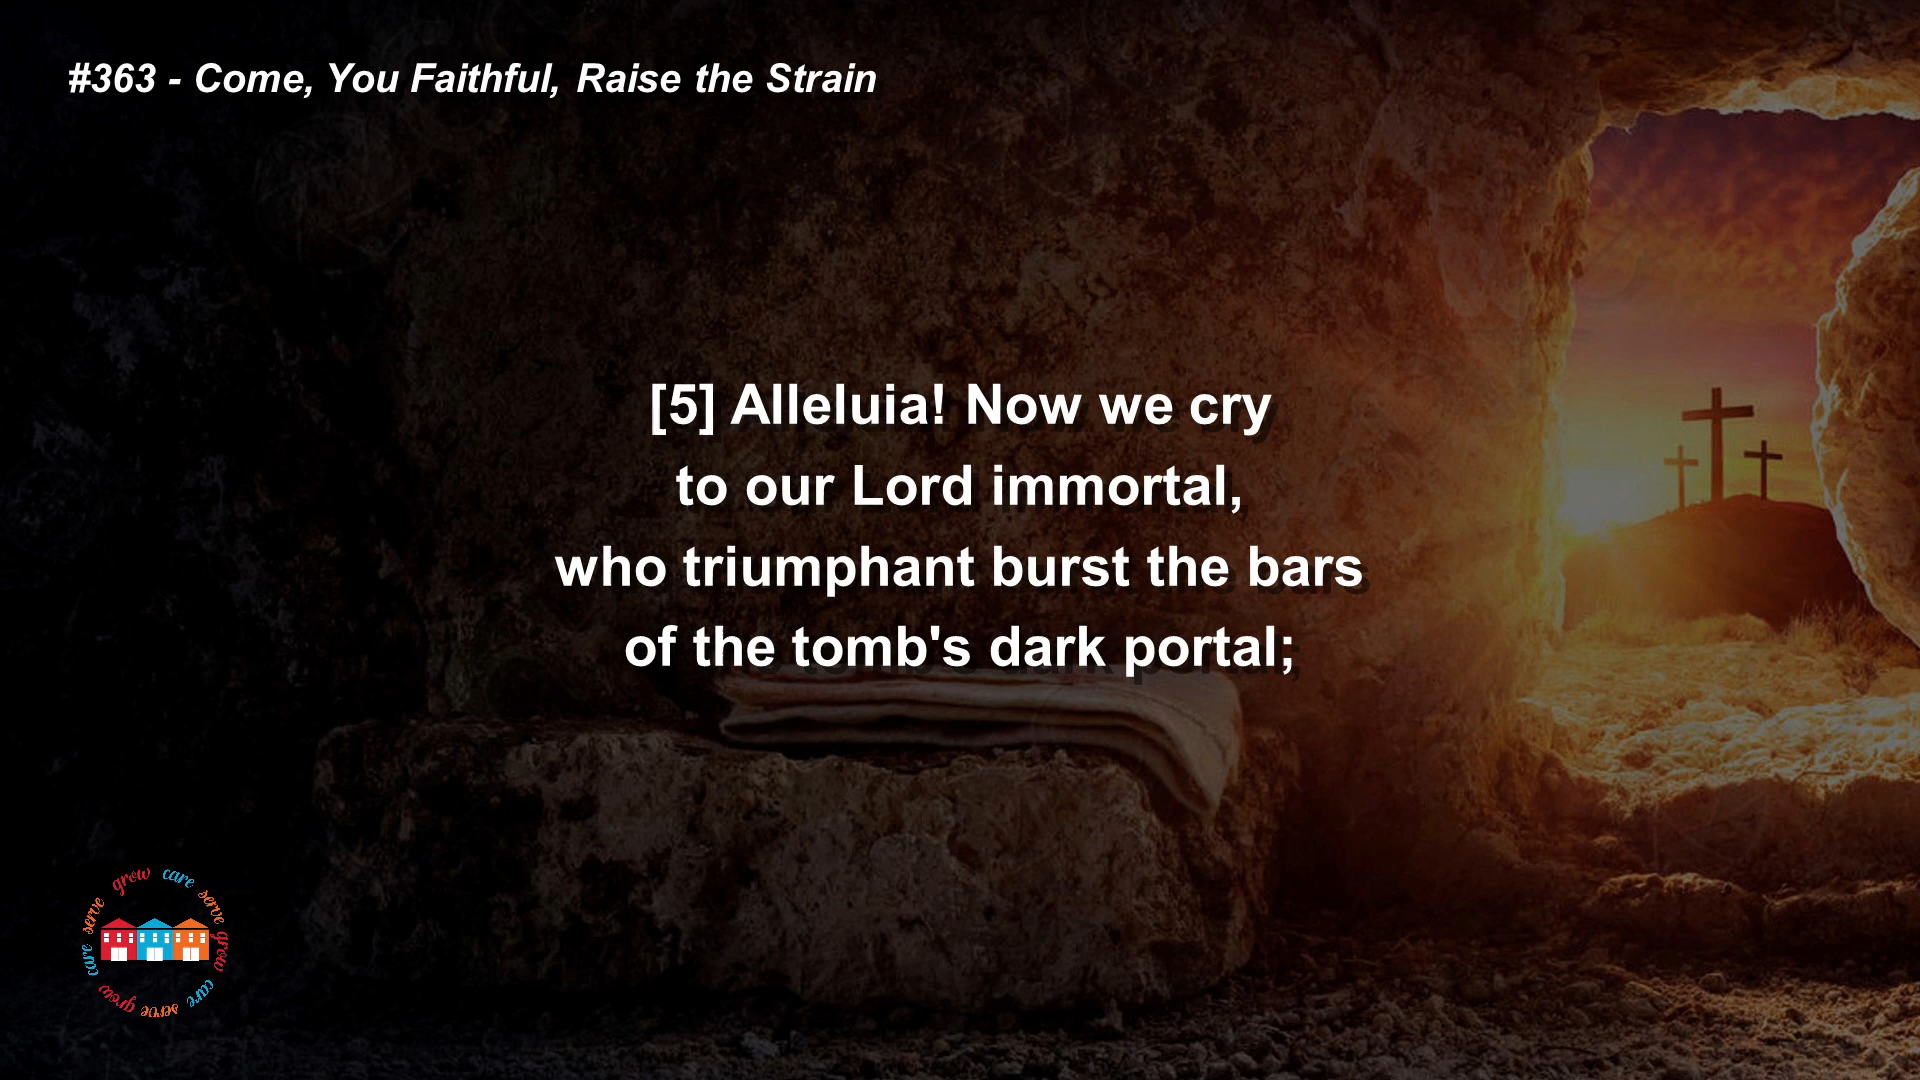 #363 - Come, You Faithful, Raise the Strain
[5] Alleluia! Now we cry
to our Lord immortal,
who triumphant burst the bars
of the tomb's dark portal;
grow care serve grow care serve grow care serve